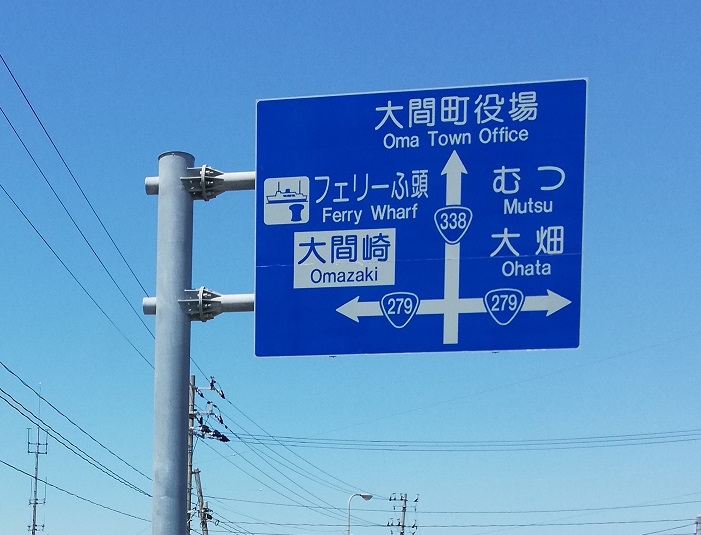 大間町役場
Oma Town Office
フェリーふ頭
Ferry Wharf
大間崎
Omazaki
むつ
Mutsu
大畑
Ohata
338
279
279